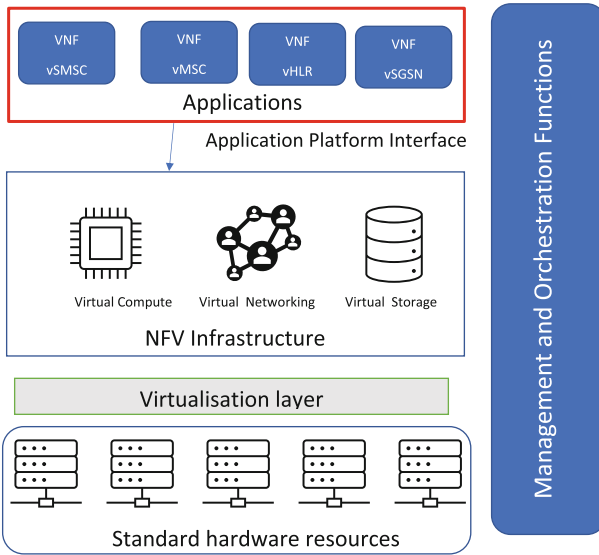 VNF
vSMSC
VNF
vMSC
VNF
vHLR
VNF
vSGSN
Applications
Application Platform Interface
Virtual Compute
Virtual Networking
Virtual Storage
NFV Infrastructure
Virtualisation layer
Standard hardware resources
Management and Orchestration Functions